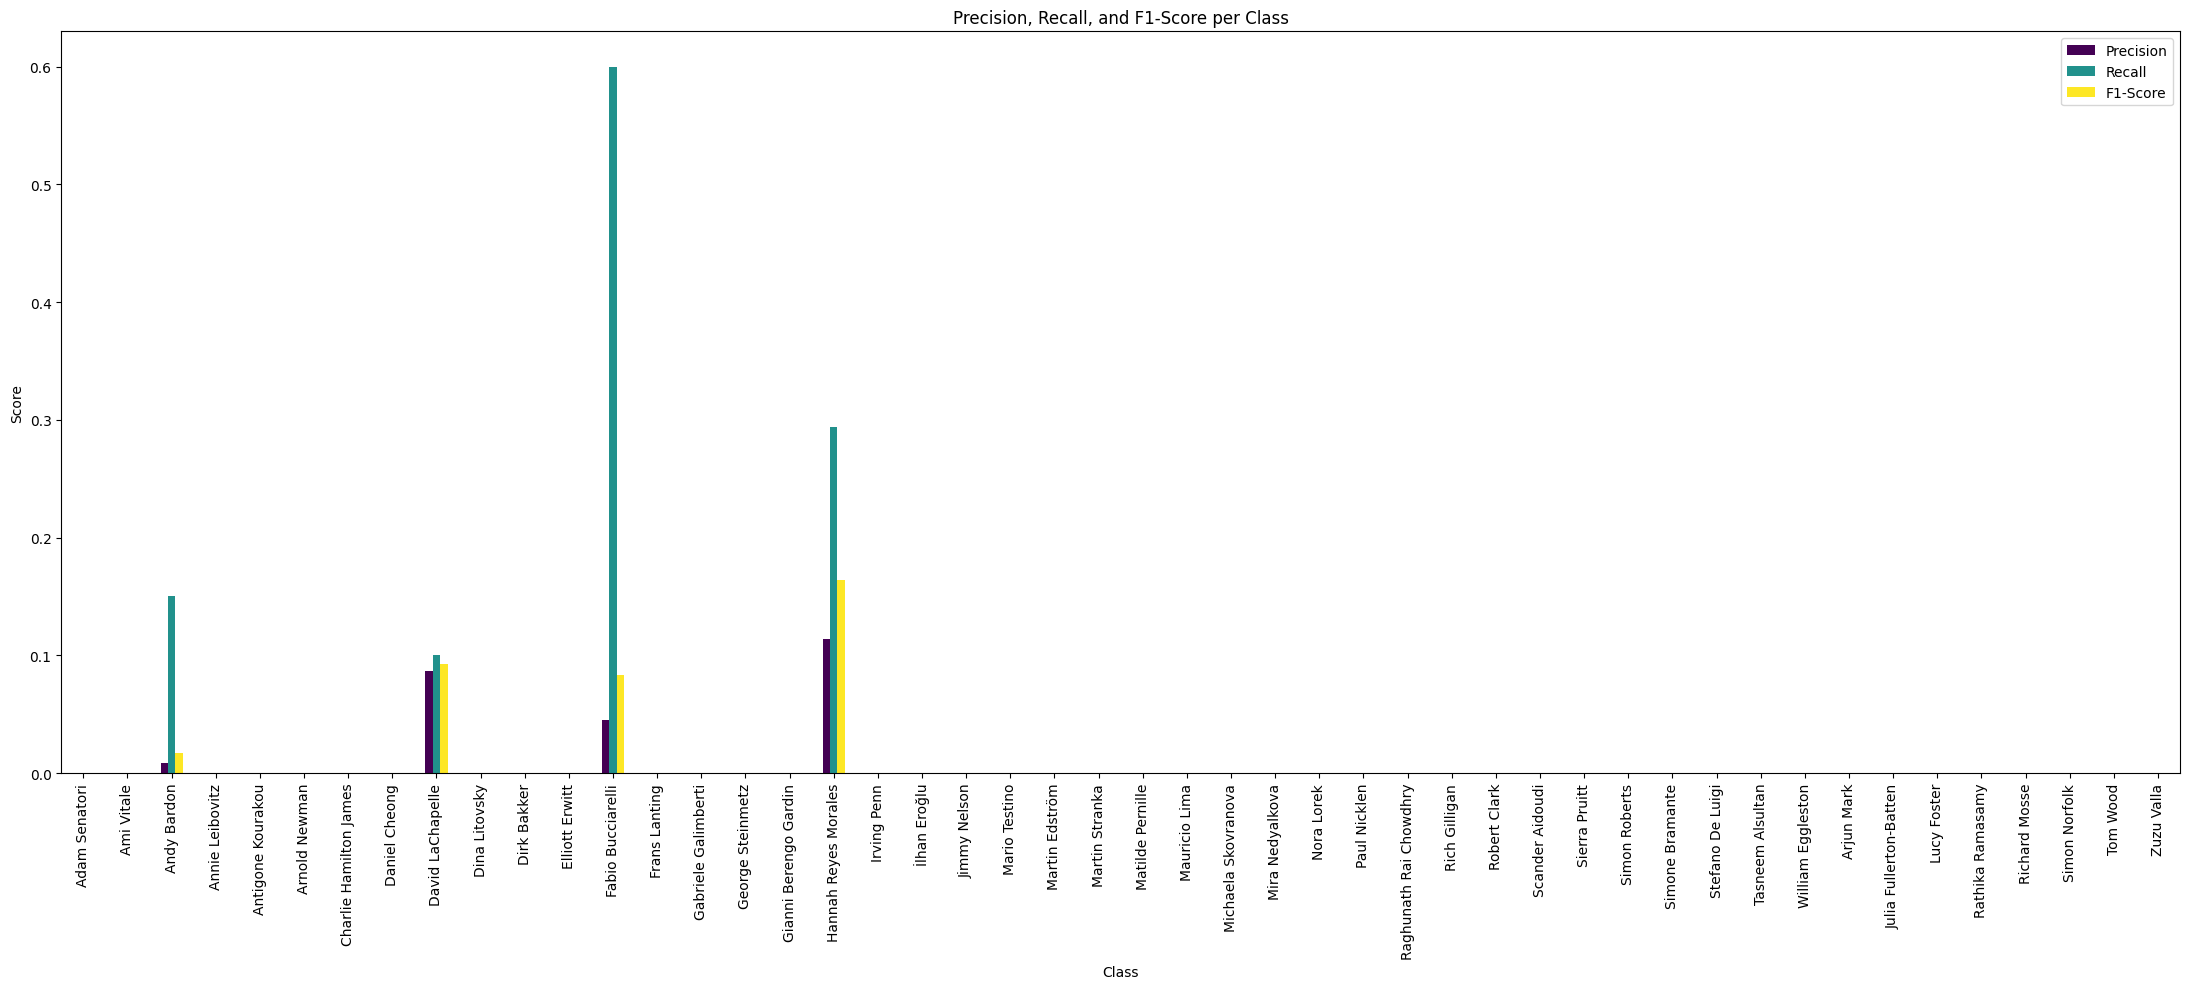 Precision, Recall, and F1-Score per Class
Precision
Recall
F1-Score
0.6
0.5
0.4
0.3
0.2
0.1
0.0
Score
Adam Senatori
Ami Vitale
Andy Bardon
Annie Leibovitz
Antigone Kourakou
Arnold Newman
Charlie Hamilton James
Daniel Cheong
David LaChapelle
Dina Litovsky
Dirk Bakker
Elliott Erwitt
Fabio Bucciarelli
Frans Lanting
Gabriele Galimberti
George Steinmetz
Gianni Berengo Gardin
Hannah Reyes Morales
Irving Penn
İlhan Eroğlu
Jimmy Nelson
Mario Testino
Martin Edström
Martin Stranka
Matilde Pernille
Mauricio Lima
Michaela Skovranova
Mira Nedyalkova
Nora Lorek
Paul Nicklen
Raghunath Rai Chowdhry
Rich Gilligan
Robert Clark
Scander Aidoudi
Sierra Pruitt
Simon Roberts
Simone Bramante
Stefano De Luigi
Tasneem Alsultan
William Eggleston
Arjun Mark
Julia Fullerton-Batten
Lucy Foster
Rathika Ramasamy
Richard Mosse
Simon Norfolk
Tom Wood
Zuzu Valla
Class